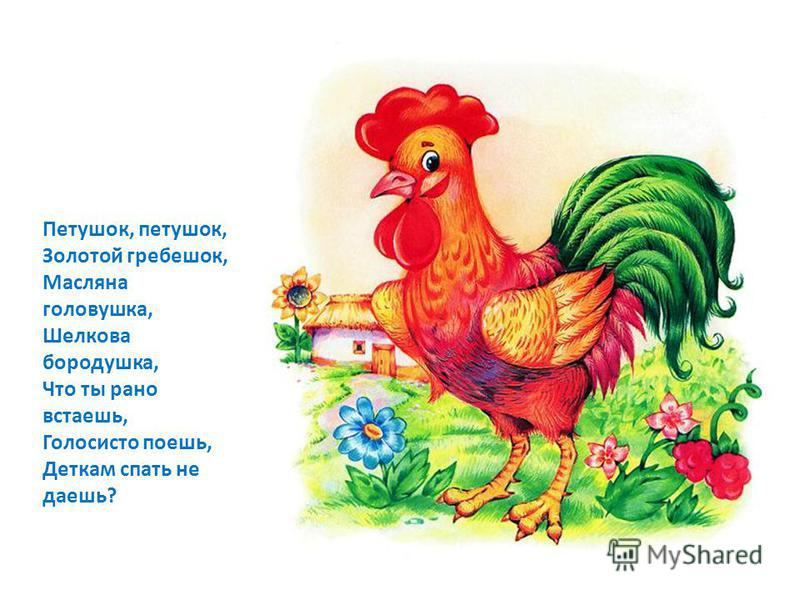 Петушок, петушок,
Золотой гребешок,
Масляна
головушка,
Шелкова
бородушка,
Что ты рано
встаешь,
Голосисто поешь,
Деткам спать не
даешь?
MyShared